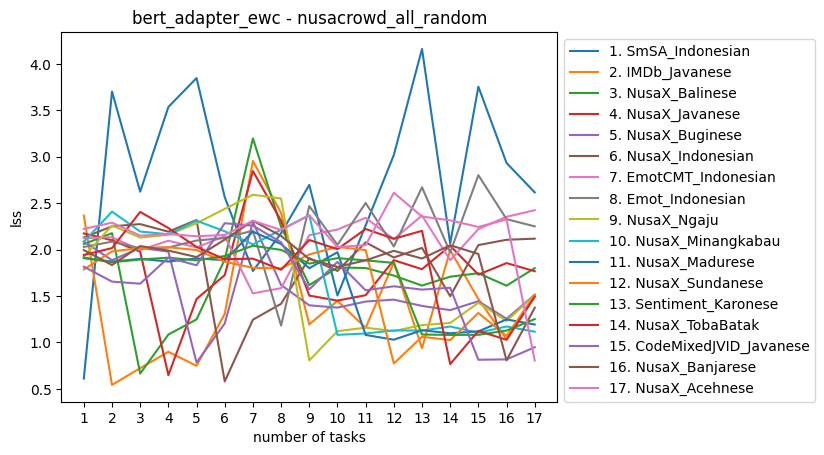 bert_adapter_ewc - nusacrowd_all_random
lss
4.0
3.5
3.0
2.5
2.0
1.5
1.0
0.5
1 2 3 4 5 6 7 8 9 10 11 12 13 14 15 16 17
number of tasks
1. SmSA_Indonesian
2. IMDb_Javanese
3. NusaX_Balinese
4. NusaX_Javanese
5. NusaX_Buginese
6. NusaX_Indonesian
7. EmotCMT_Indonesian
8. Emot_Indonesian
9. NusaX_Ngaju
10. NusaX_Minangkabau
11. NusaX_Madurese
12. NusaX_Sundanese
13. Sentiment_Karonese
14. NusaX_TobaBatak
15. CodeMixedJVID_Javanese
16. NusaX_Banjarese
17. NusaX_Acehnese